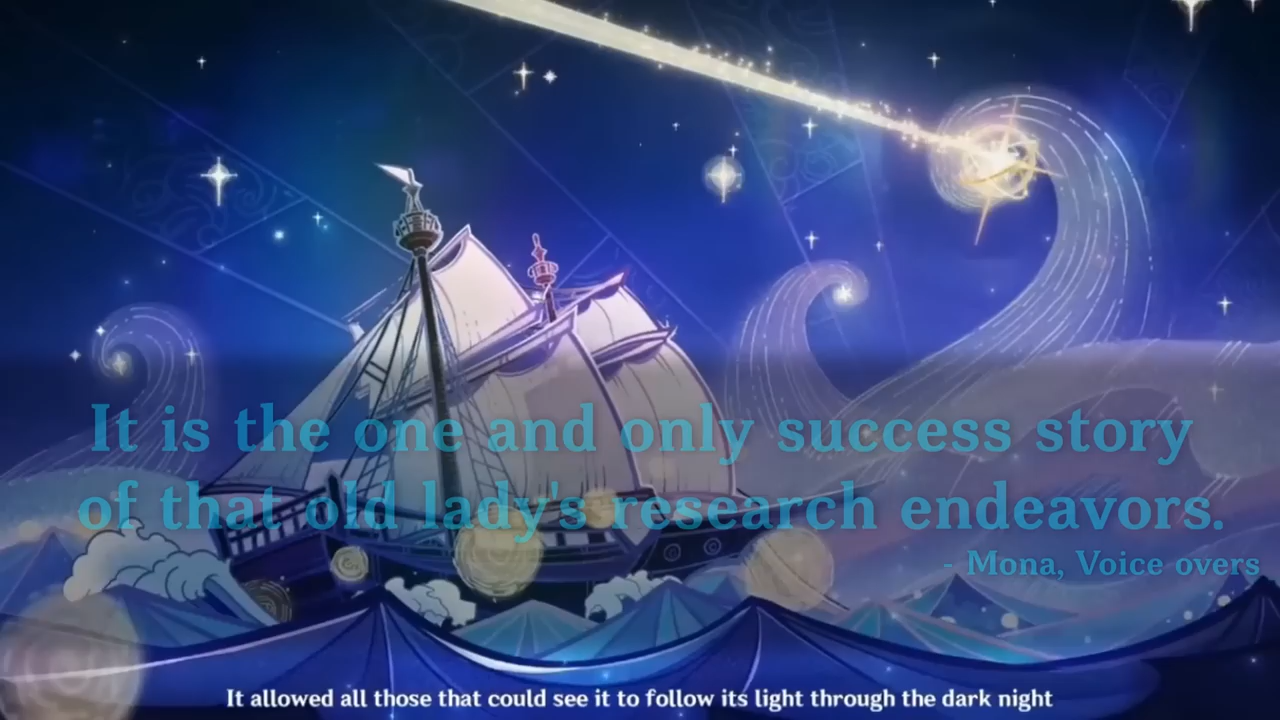 It is the one and only success story
of that old lady's research endeavors.
- Mona, Voice overs
It allowed all those that could see it to follow its light through the dark night